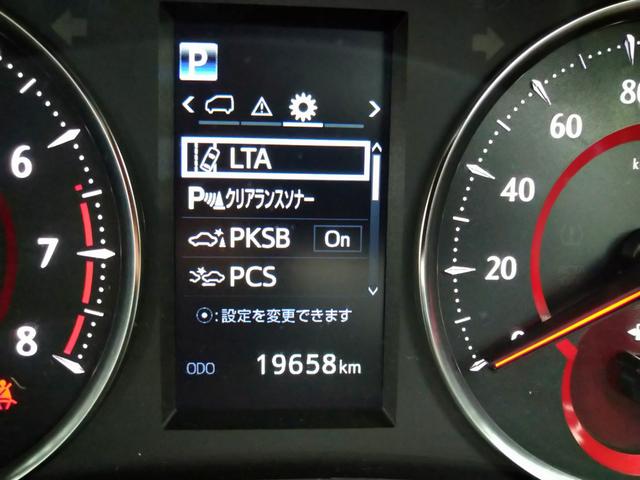 P
LTA
Pクリアランスソナー
PKSB On
PCS
:設定を変更できます
ODO 19658km
6
7
8
80
60
40
20